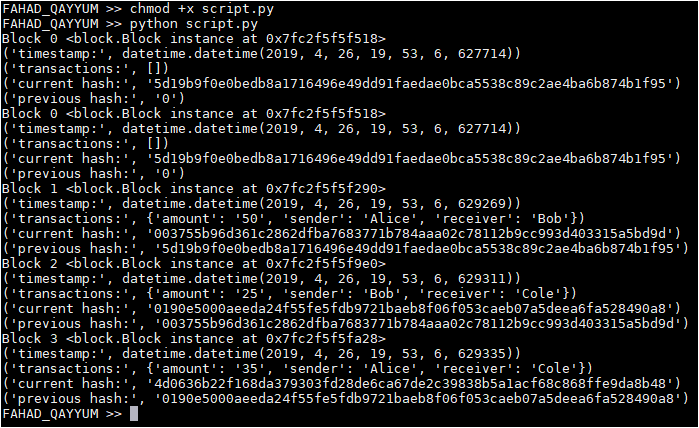 FAHAD_QAYYUM >> chmod +x script.py
FAHAD_QAYYUM >> python script.py
Block 0 <block.Block instance at 0x7fc2f5f5f518>
('timestamp:', datetime.datetime(2019, 4, 26, 19, 53, 6, 627714))
('transactions:', [])
('current hash:', '5d19b9f0e0bedb8a1716496e49dd91faedae0bca5538c89c2ae4ba6b874b1f95')
('previous hash:', '0')
Block 0 <block.Block instance at 0x7fc2f5f5f518>
('timestamp:', datetime.datetime(2019, 4, 26, 19, 53, 6, 627714))
('transactions:', [])
('current hash:', '5d19b9f0e0bedb8a1716496e49dd91faedae0bca5538c89c2ae4ba6b874b1f95')
('previous hash:', '0')
Block 1 <block.Block instance at 0x7fc2f5f5f290>
('timestamp:', datetime.datetime(2019, 4, 26, 19, 53, 6, 629269))
('transactions:', {'amount': '50', 'sender': 'Alice', 'receiver': 'Bob'})
('current hash:', '003755b96d361c2862dfba7683771b784aaa02c78112b9cc993d403315a5bd9d')
('previous hash:', '5d19b9f0e0bedb8a1716496e49dd91faedae0bca5538c89c2ae4ba6b874b1f95')
Block 2 <block.Block instance at 0x7fc2f5f5f9e0>
('timestamp:', datetime.datetime(2019, 4, 26, 19, 53, 6, 629311))
('transactions:', {'amount': '25', 'sender': 'Bob', 'receiver': 'Cole'})
('current hash:', '0190e5000aeeda24f55fe5fdb9721baeb8f06f053caeb07a5deea6fa528490a8')
('previous hash:', '003755b96d361c2862dfba7683771b784aaa02c78112b9cc993d403315a5bd9d')
Block 3 <block.Block instance at 0x7fc2f5f5fa28>
('timestamp:', datetime.datetime(2019, 4, 26, 19, 53, 6, 629335))
('transactions:', {'amount': '35', 'sender': 'Alice', 'receiver': 'Cole'})
('current hash:', '4d0636b22f168da379303fd28de6ca67de2c39838b5a1acf68c868ffe9da8b48')
('previous hash:', '0190e5000aeeda24f55fe5fdb9721baeb8f06f053caeb07a5deea6fa528490a8')
FAHAD_QAYYUM >>